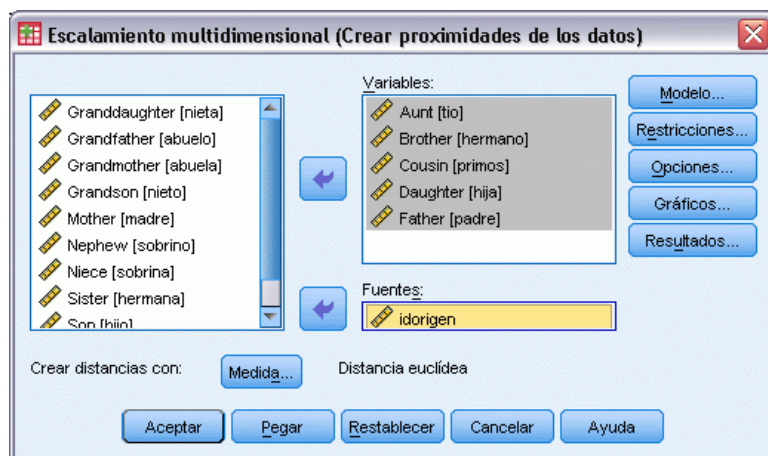 Escalamiento multidimensional (Crear proximidades de los datos)
Granddaughter [nieta]
Grandfather [abuelo]
Grandmother [abuela]
Grandson [nieto]
Mother [madre]
Nephew [sobrino]
Niece [sobrina]
Sister [hermana]
Son [hijo]
Variables:
Aunt [tio]
Brother [hermano]
Cousin [primos]
Daughter [hija]
Father [padre]
Modelo...
Restricciones...
Opciones...
Gráficos...
Resultados...
Fuentes:
idorigen
Crear distancias con:
Medida...
Distancia euclídea
Aceptar
Pegar
Restablecer
Cancelar
Ayuda